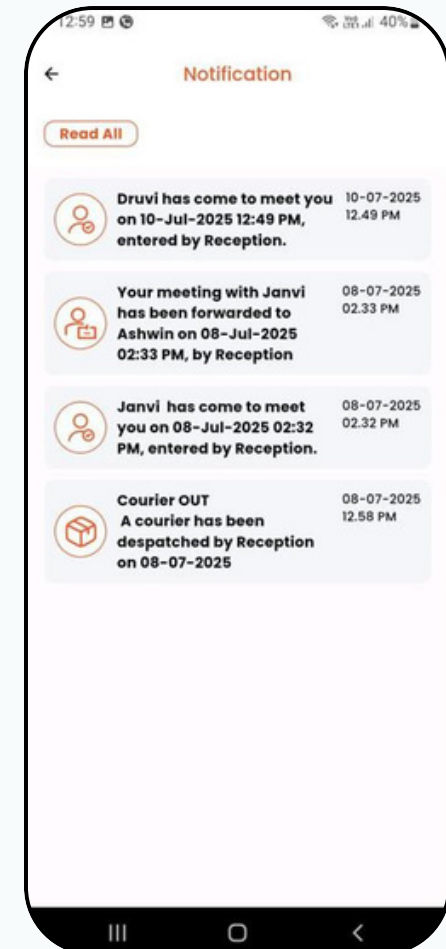 12:59
40%
Notification
Read All
Druvi has come to meet you
on 10-Jul-2025 12:49 PM,
entered by Reception.
10-07-2025
12.49 PM
Your meeting with Janvi
has been forwarded to
Ashwin on 08-Jul-2025
02:33 PM, by Reception
08-07-2025
02.33 PM
Janvi  has come to meet
you on 08-Jul-2025 02:32
PM, entered by Reception.
08-07-2025
02.32 PM
Courier OUT
A courier has been
despatched by Reception
on 08-07-2025
08-07-2025
12.58 PM